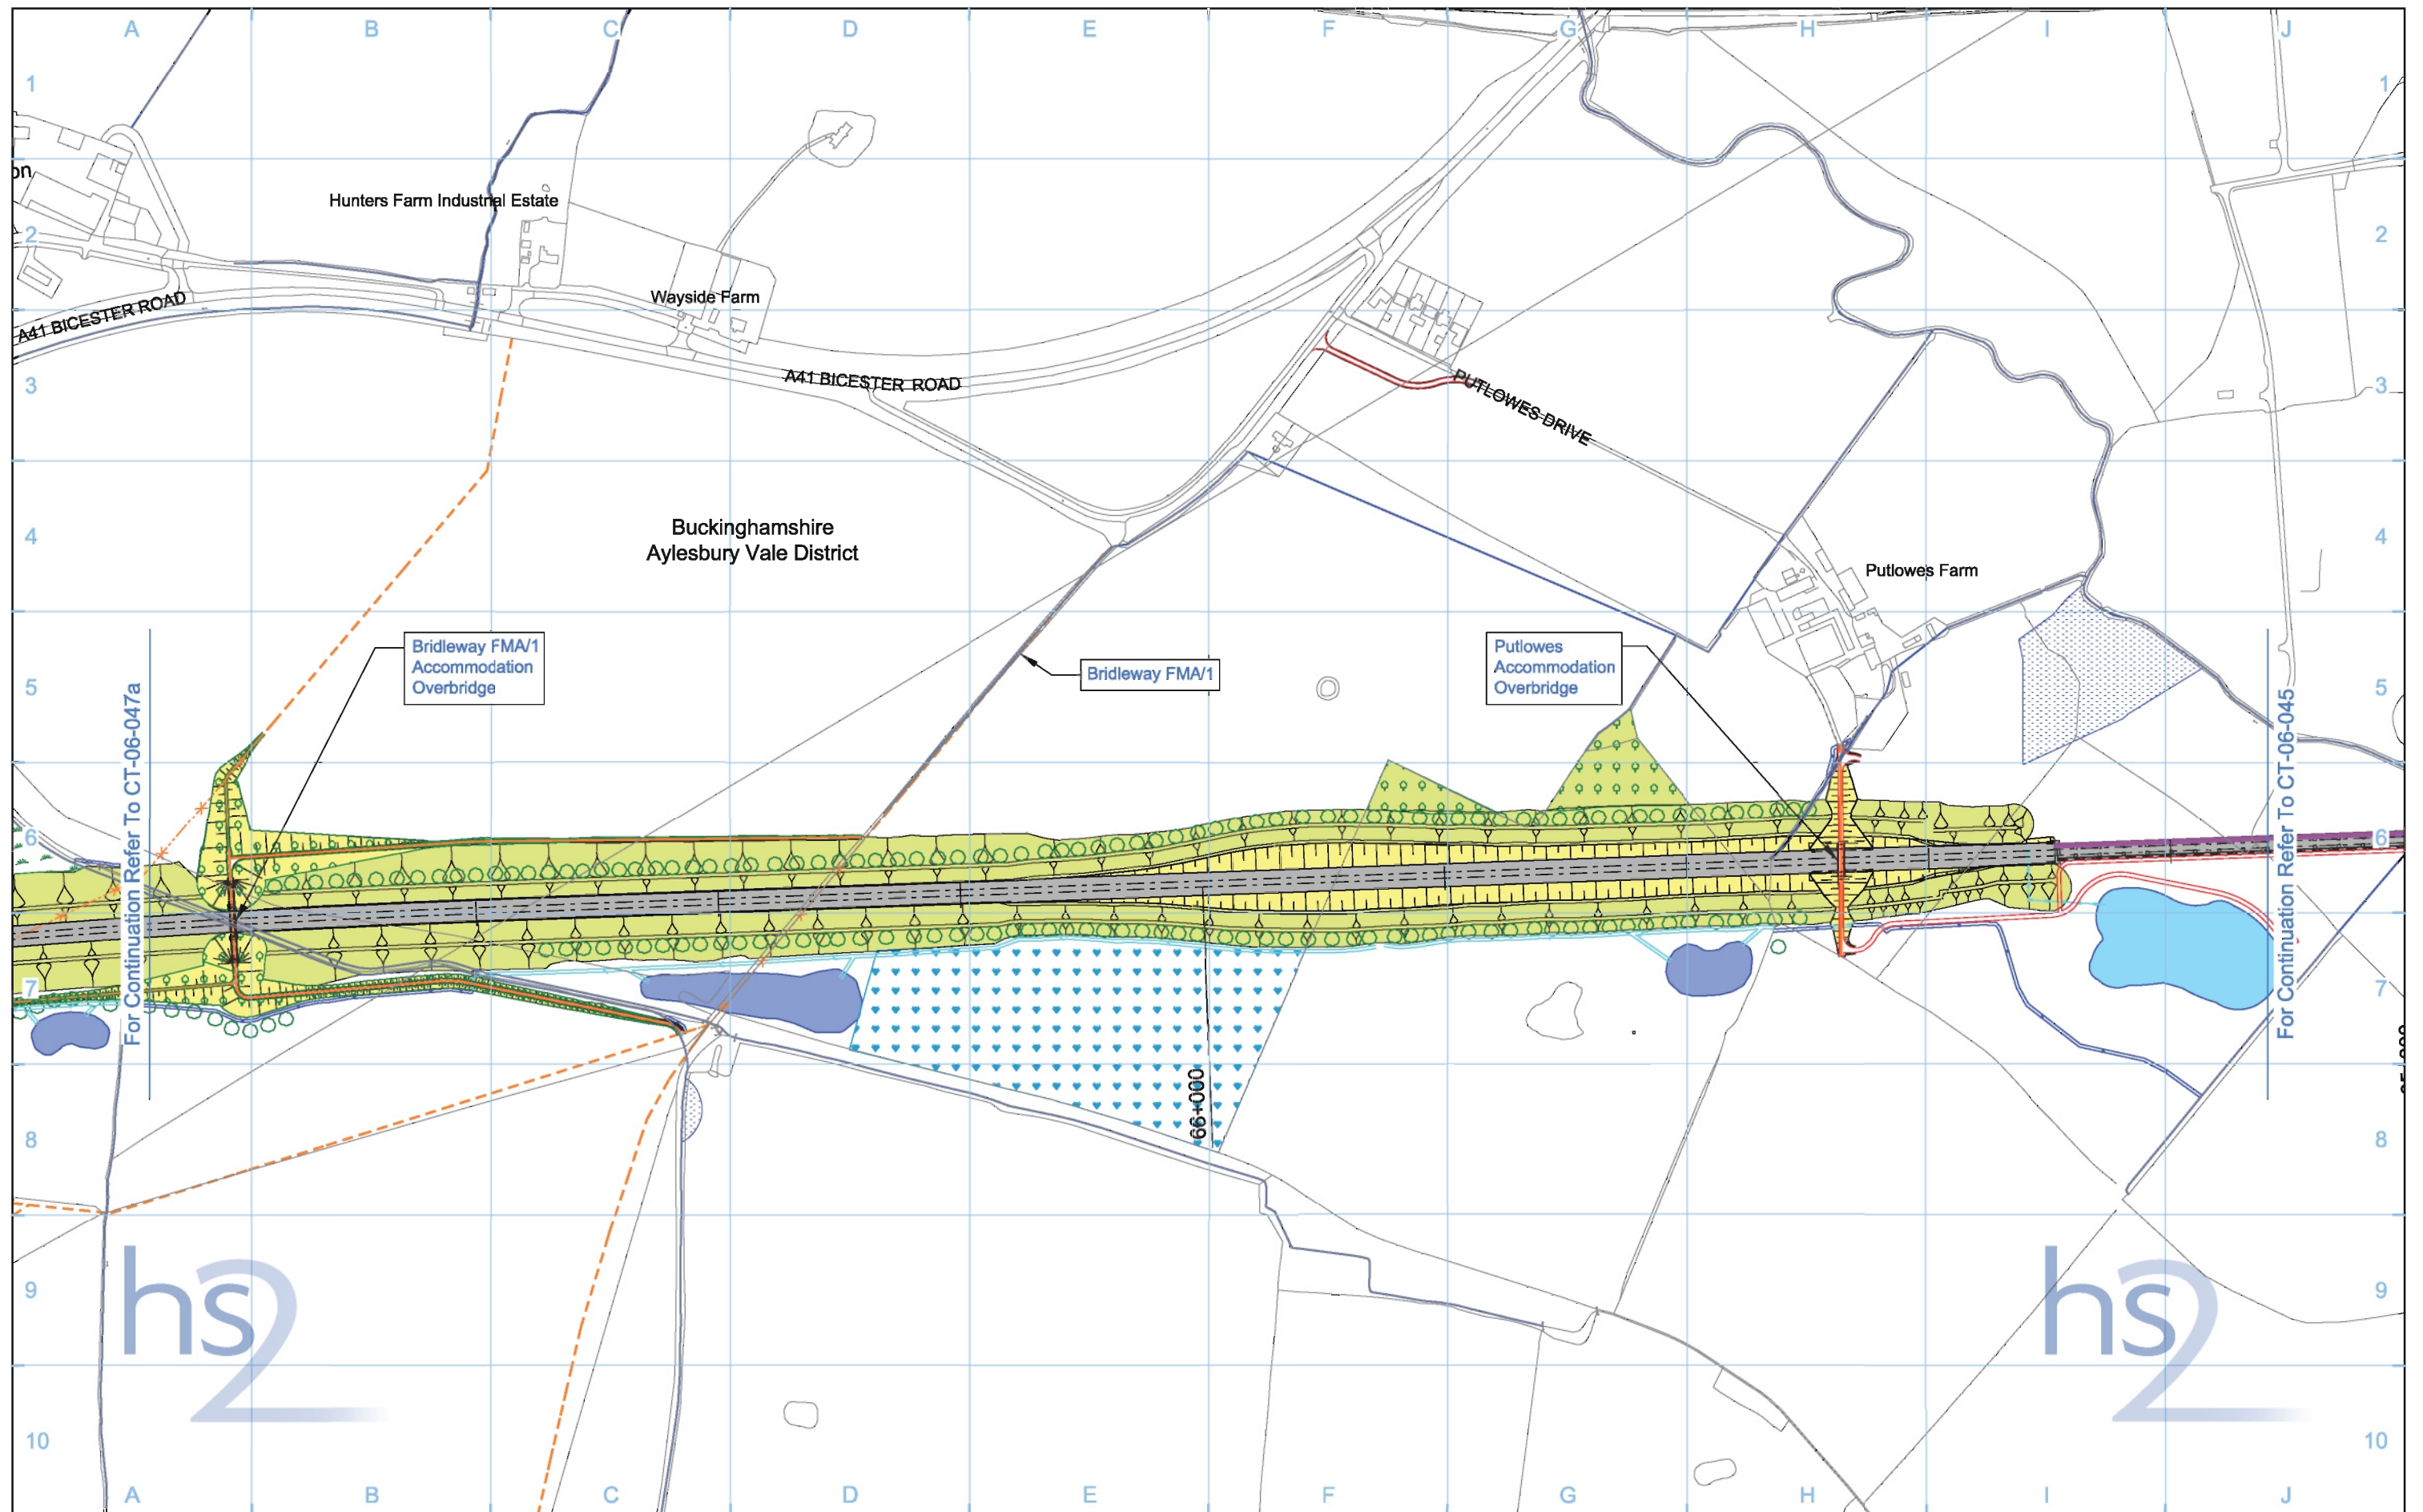 A B C D E F G H I J
1 1
on
Hunters Farm Industrial Estate
2 2
A41 BICESTER ROAD
Wayside Farm
3 3
A41 BICESTER ROAD
PUTLOWES DRIVE
Buckinghamshire
Aylesbury Vale District
4 4
Putlowes Farm
Bridleway FMA/1
Accommodation
Overbridge
Bridleway FMA/1
Putlowes
Accommodation
Overbridge
5 5
For Continuation Refer To CT-06-047a
For Continuation Refer To CT-06-045
6 6
7 7
66+000
8 8
9 9
hs2
hs2
10 10
A B C D E F G H I J